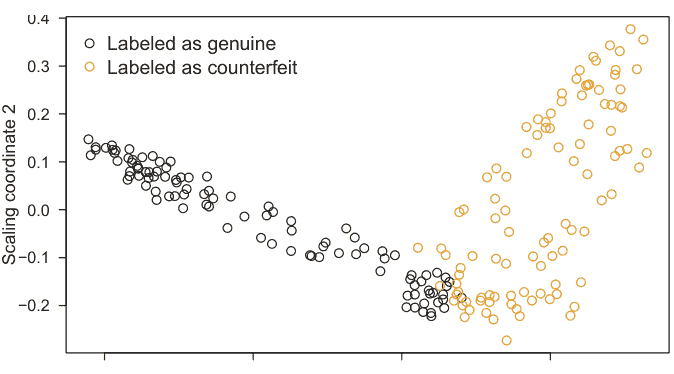 0.4
Labeled as genuine
Labeled as counterfeit
0.3
0.2
0.1
0.0
−0.1
−0.2
Scaling coordinate 2